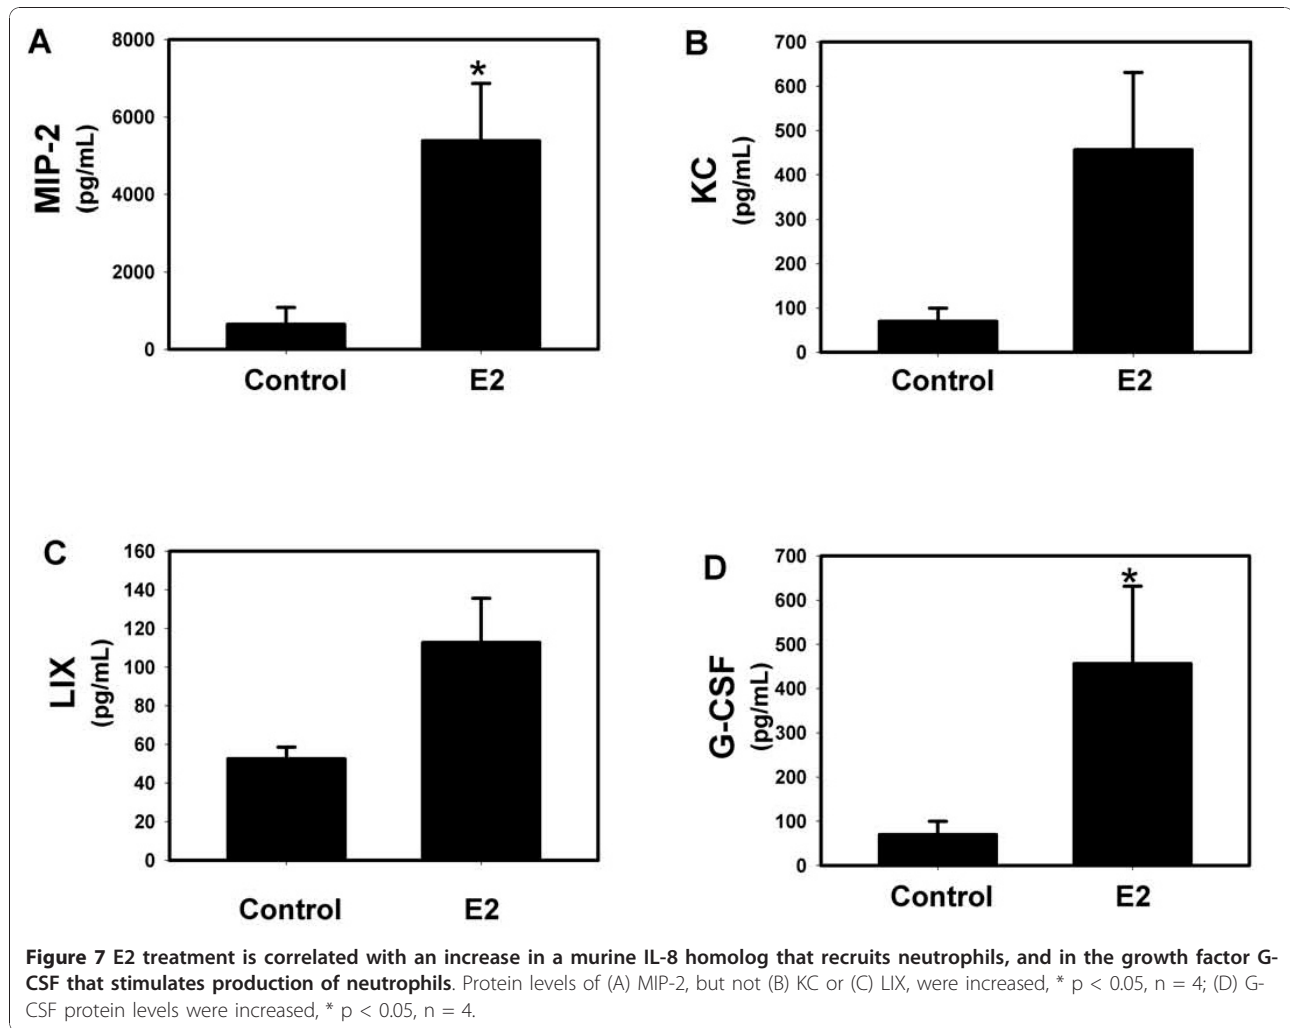 A
MIP-2
(pg/mL)
8000
6000
4000
2000
0
*
Control E2
B
KC
(pg/mL)
700
600
500
400
300
200
100
0
Control E2
C
LIX
(pg/mL)
160
140
120
100
80
60
40
20
0
Control E2
D
G-CSF
(pg/mL)
700
600
500
400
300
200
100
0
*
Control E2
Figure 7 E2 treatment is correlated with an increase in a murine IL-8 homolog that recruits neutrophils, and in the growth factor G-
CSF that stimulates production of neutrophils. Protein levels of (A) MIP-2, but not (B) KC or (C) LIX, were increased, * p < 0.05, n = 4; (D) G-
CSF protein levels were increased, * p < 0.05, n = 4.